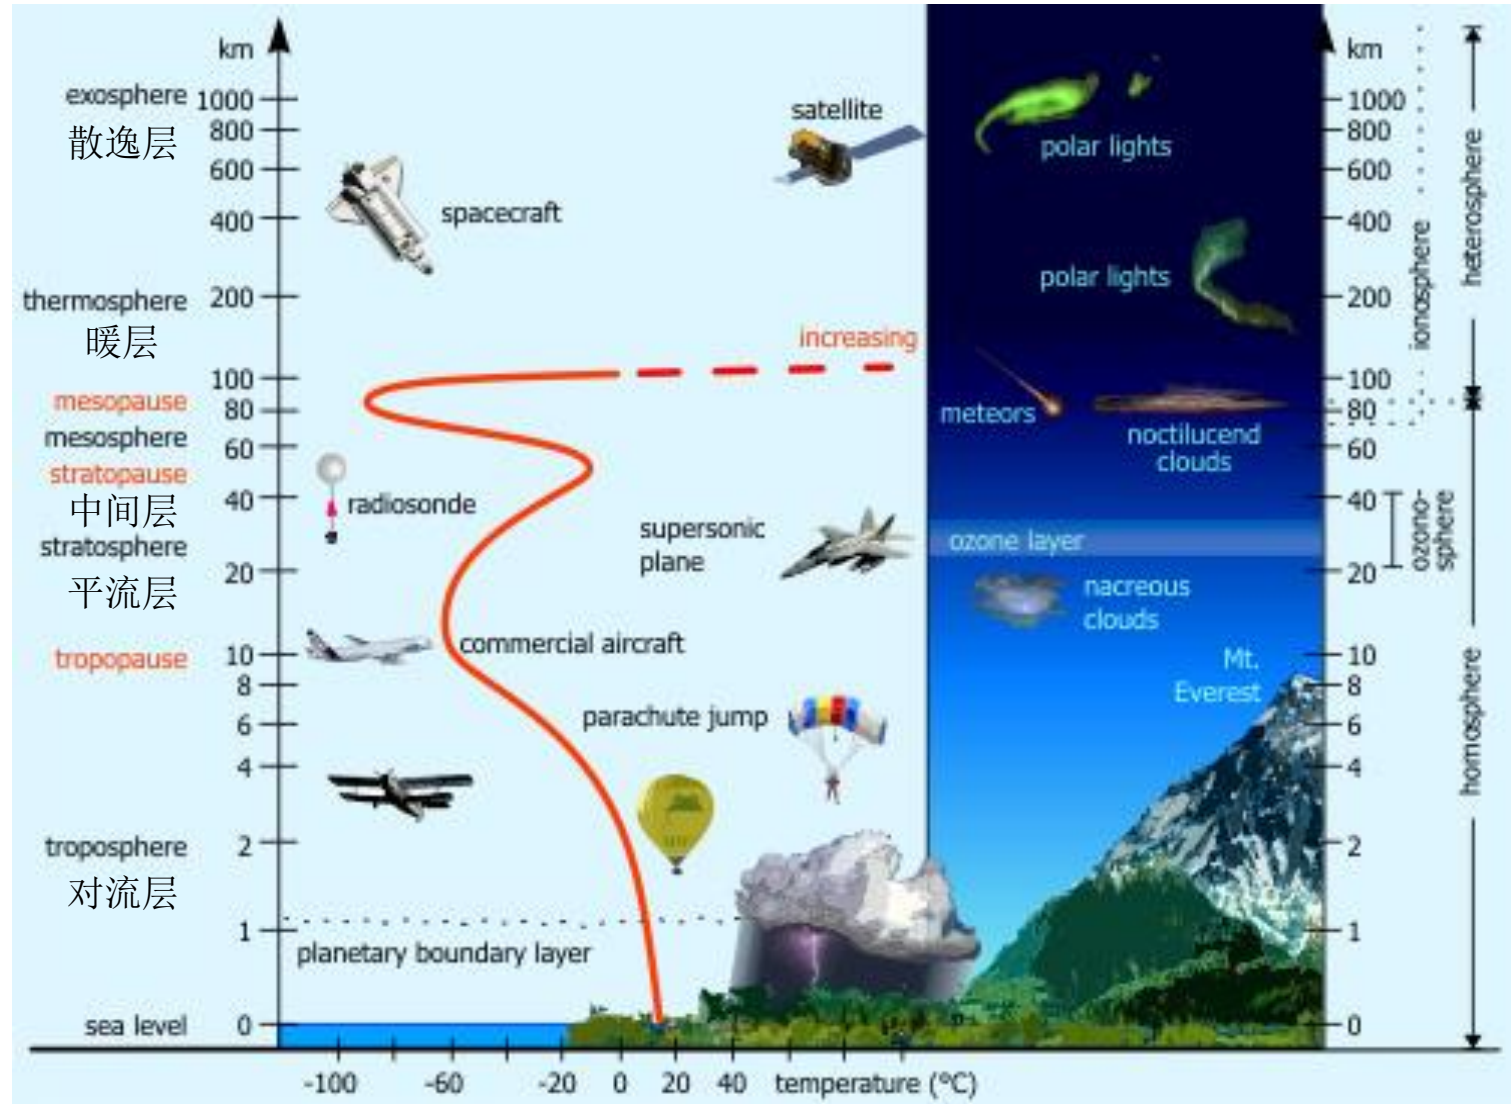 km
exosphere 1000
散逸层
800
600
400
thermosphere 200
暖层
100
mesopause
80
mesosphere
60
stratopause
中间层
40
stratosphere
平流层
20
tropopause
10
8
6
4
troposphere
2
对流层
1
sea level 0
satellite
spacecraft
increasing
radiosonde
supersonic
plane
commercial aircraft
parachute jump
planetary boundary layer
polar lights
polar lights
meteors
noctilucend
clouds
ozone layer
nacreous
clouds
Mt.
Everest
km
1000
800
600
400
200
100
80
60
40
20
10
8
6
4
2
1
0
ionosphere
ozono-
sphere
heterosphere
homosphere
-100 -60 -20 0 20 40 temperature (°C)